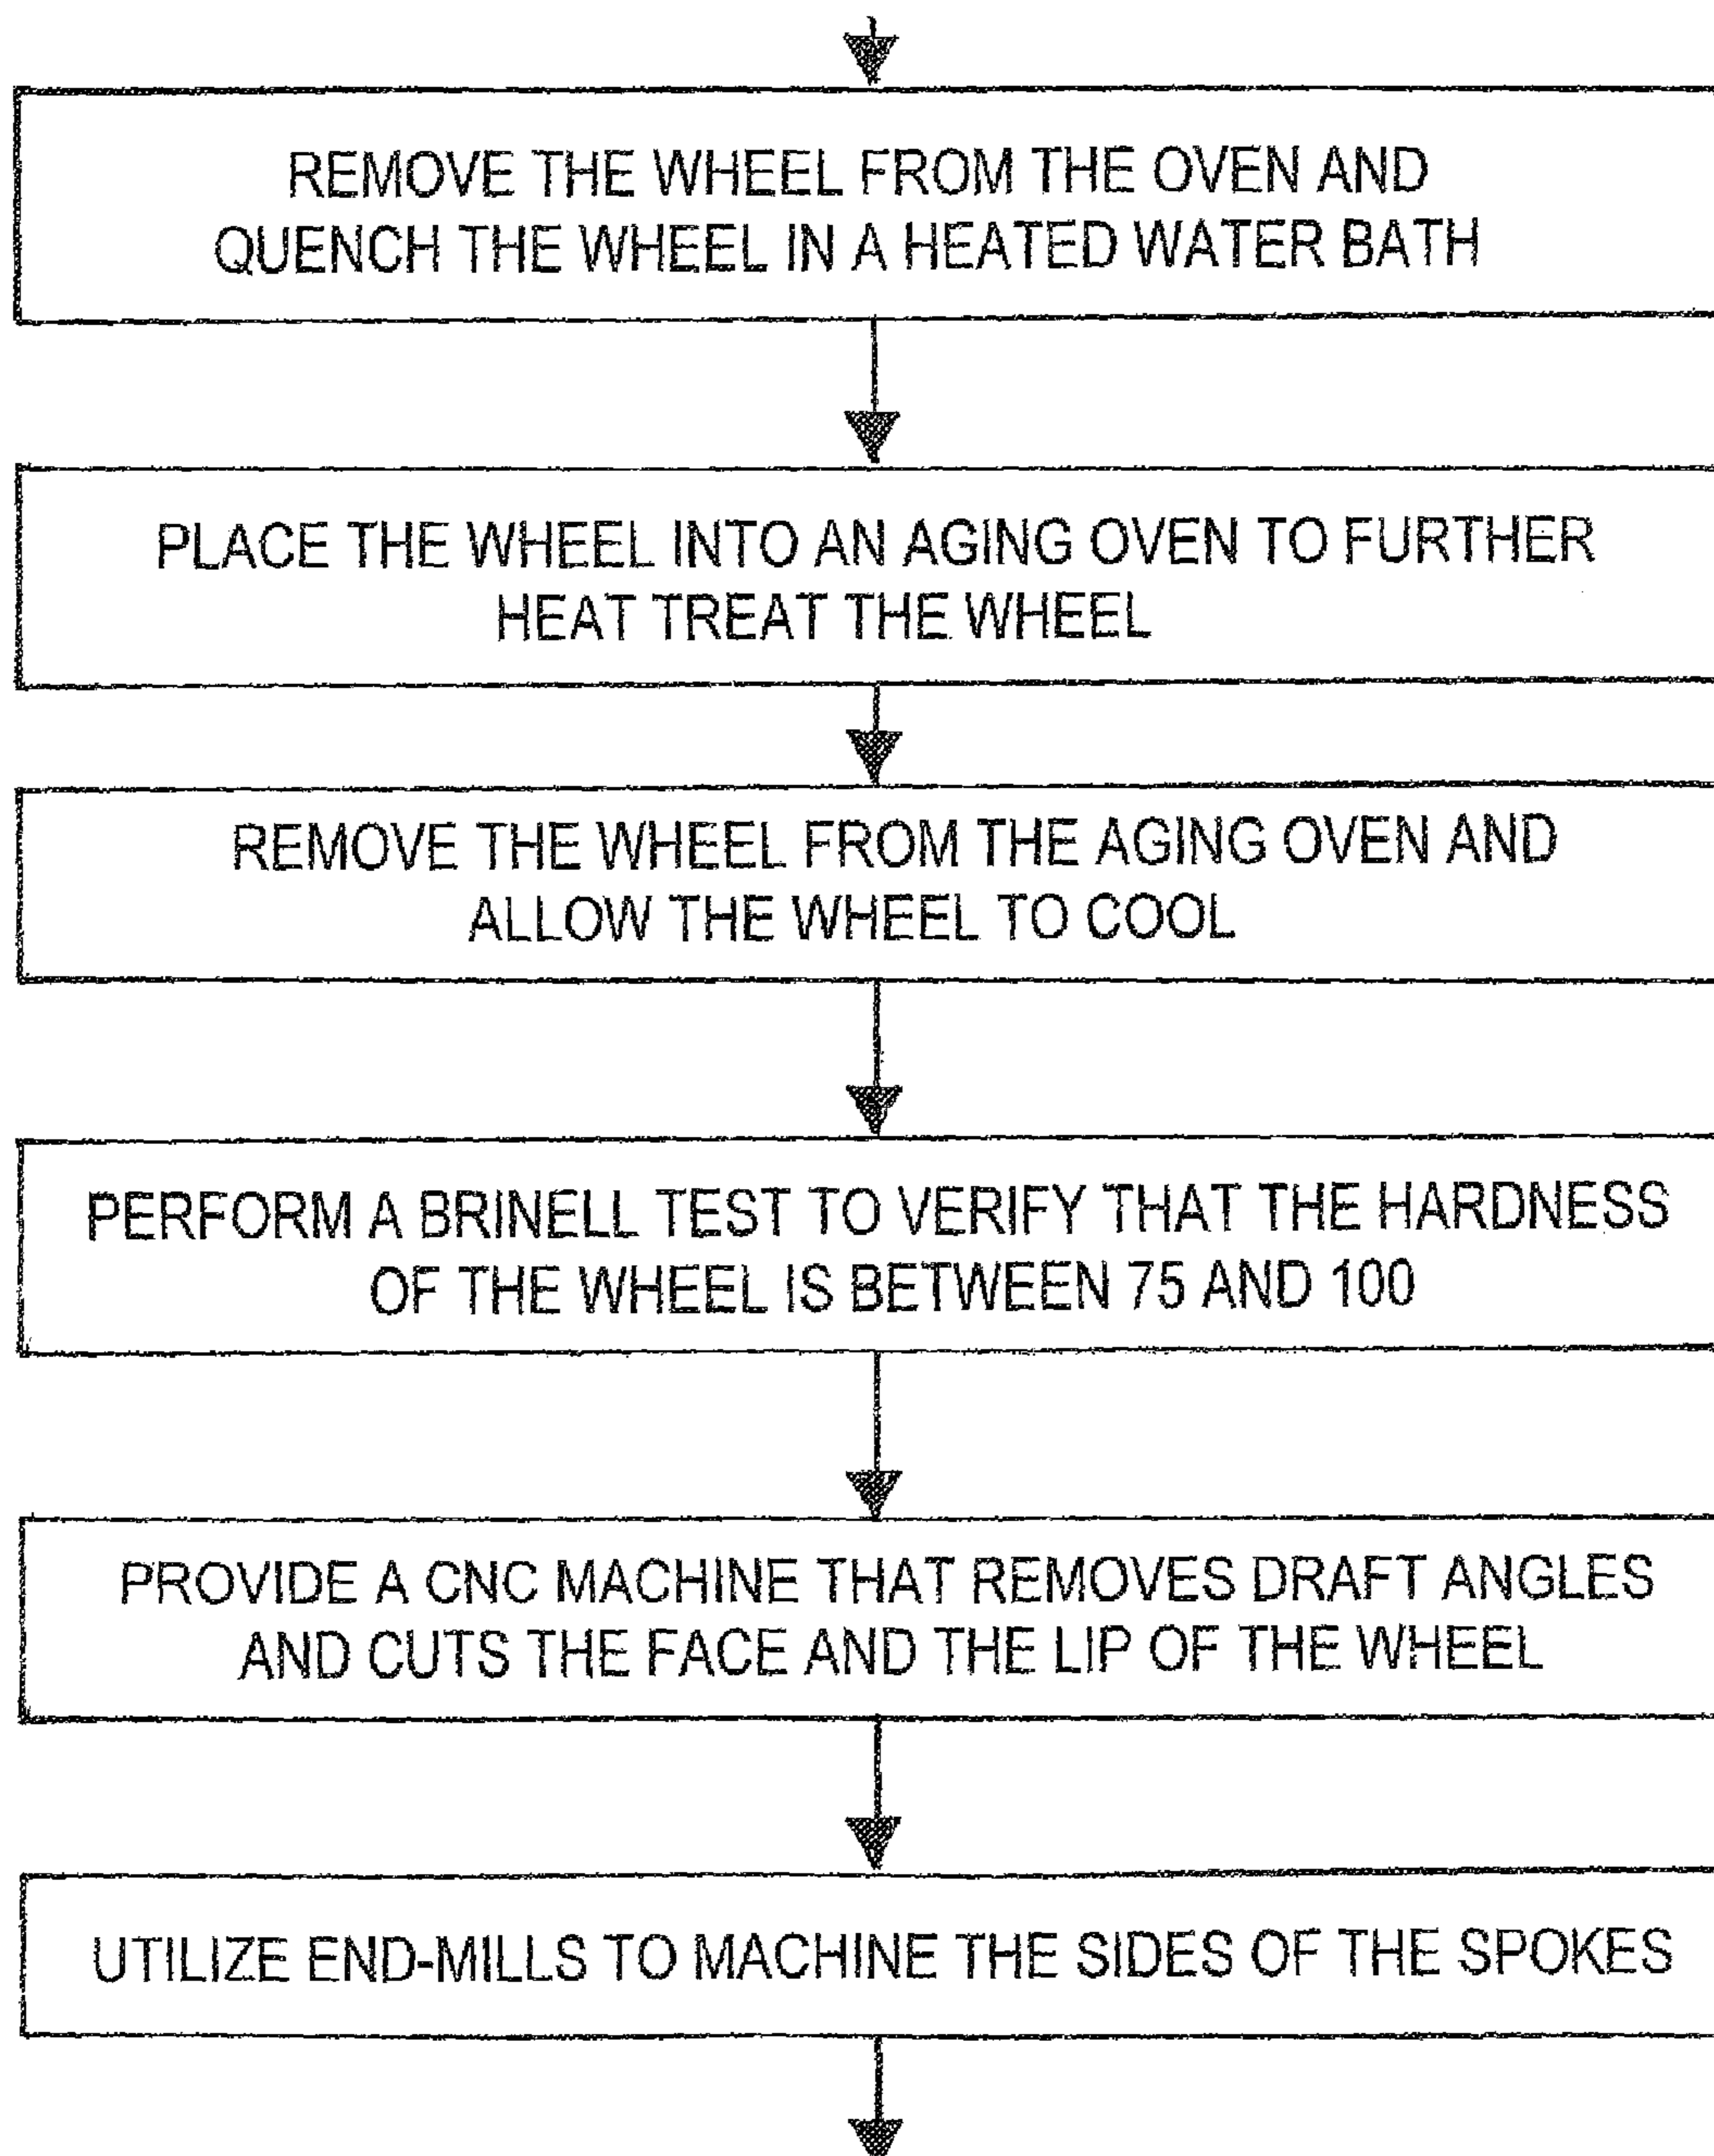 REMOVE THE WHEEL FROM THE OVEN AND
QUENCH THE WHEEL IN A HEATED WATER BATH
PLACE THE WHEEL INTO AN AGING OVEN TO FURTHER
HEAT TREAT THE WHEEL
REMOVE THE WHEEL FROM THE AGING OVEN AND
ALLOW THE WHEEL TO COOL
PERFORM A BRINELL TEST TO VERIFY THAT THE HARDNESS
OF THE WHEEL IS BETWEEN 75 AND 100
PROVIDE A CNC MACHINE THAT REMOVES DRAFT ANGLES
AND CUTS THE FACE AND THE LIP OF THE WHEEL
UTILIZE END-MILLS TO MACHINE THE SIDES OF THE SPOKES